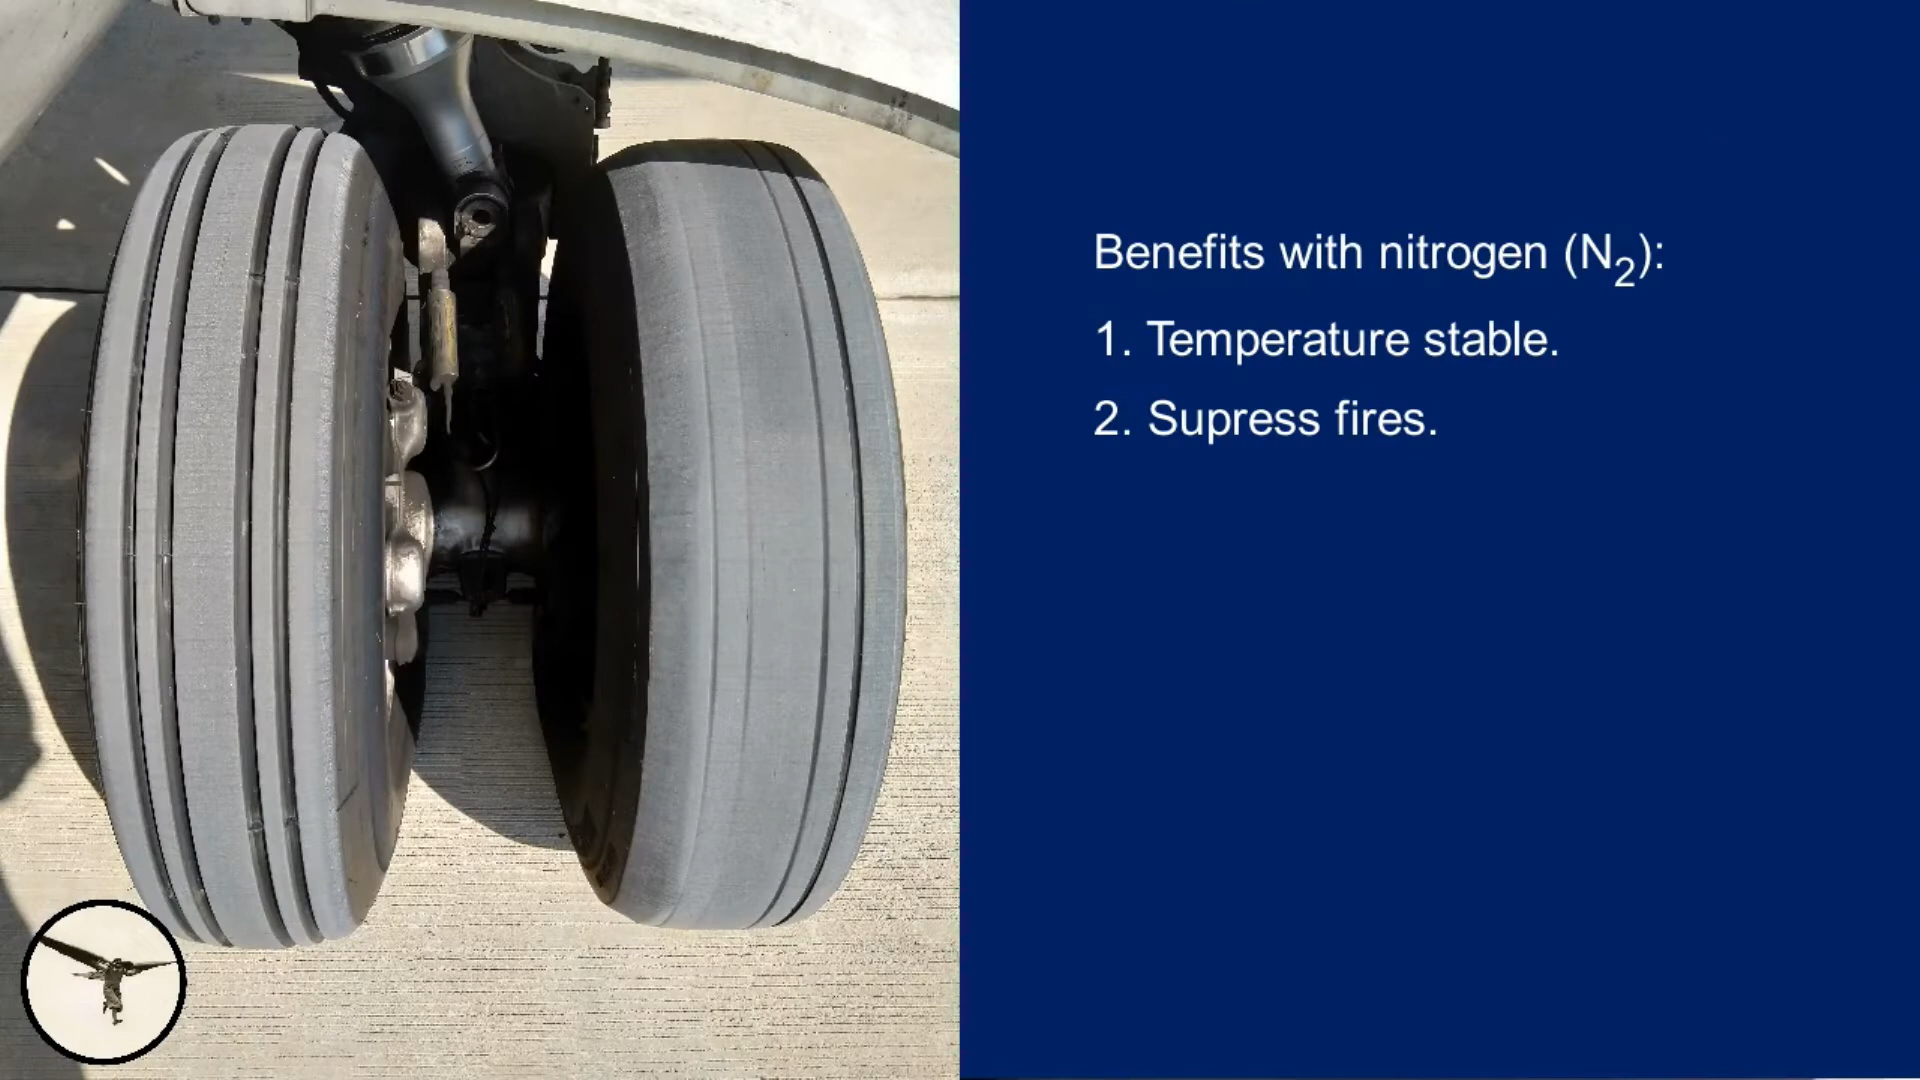 Benefits with nitrogen (N₂):
1. Temperature stable.
2. Supress fires.